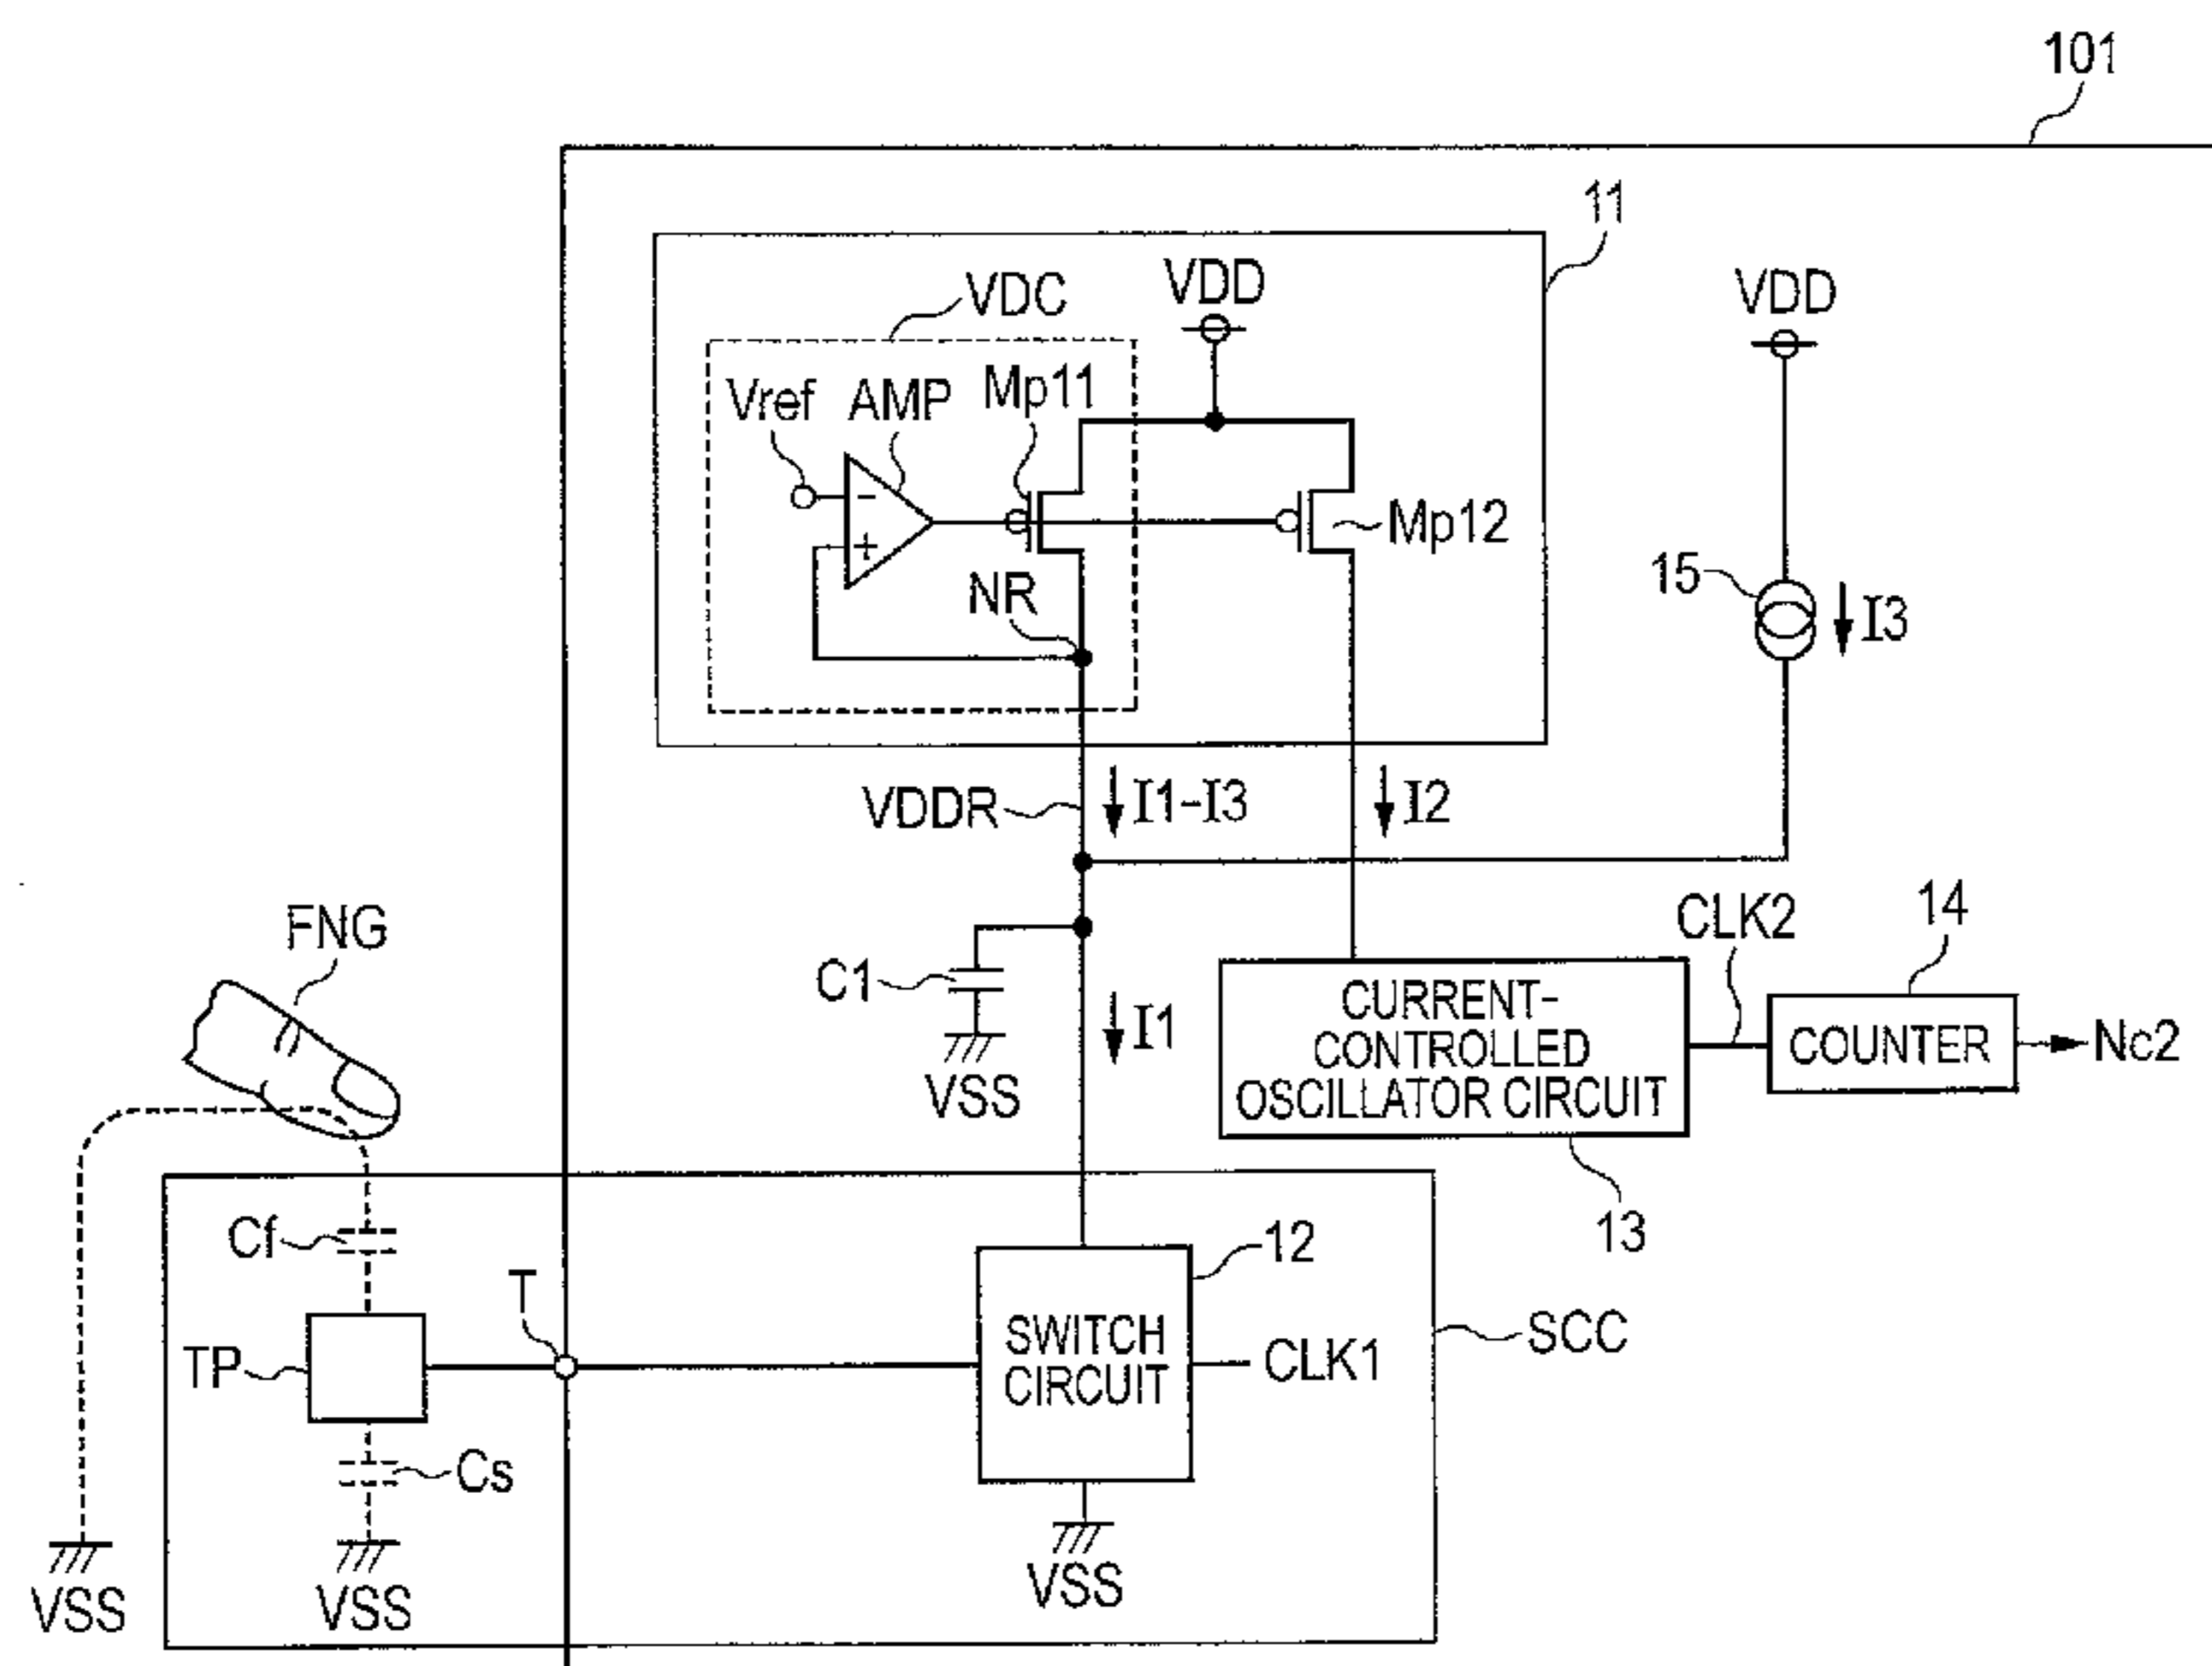 101
11
VDC
VDD
VDD
Vref
AMP
Mp11
-
+
Mp12
NR
15
I3
VDDR
I1-I3
I2
FNG
C1
VSS
I1
CLK2
14
CURRENT-
CONTROLLED
OSCILLATOR CIRCUIT
COUNTER
Nc2
13
Cf
T
12
TP
SWITCH
CIRCUIT
CLK1
SCC
Cs
VSS
VSS
VSS